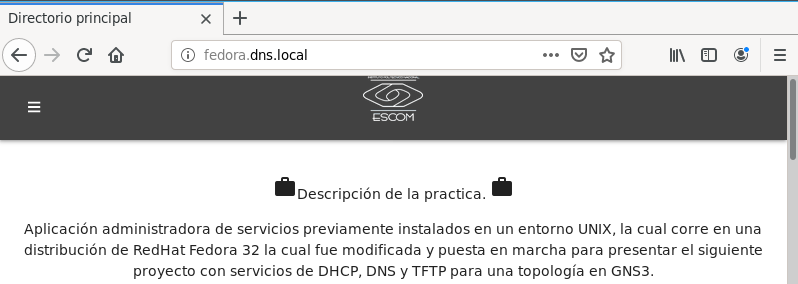 Directorio principal
fedora.dns.local
ESCOM
Descripción de la practica.
Aplicación administradora de servicios previamente instalados en un entorno UNIX, la cual corre en una
distribución de RedHat Fedora 32 la cual fue modificada y puesta en marcha para presentar el siguiente
proyecto con servicios de DHCP, DNS y TFTP para una topología en GNS3.